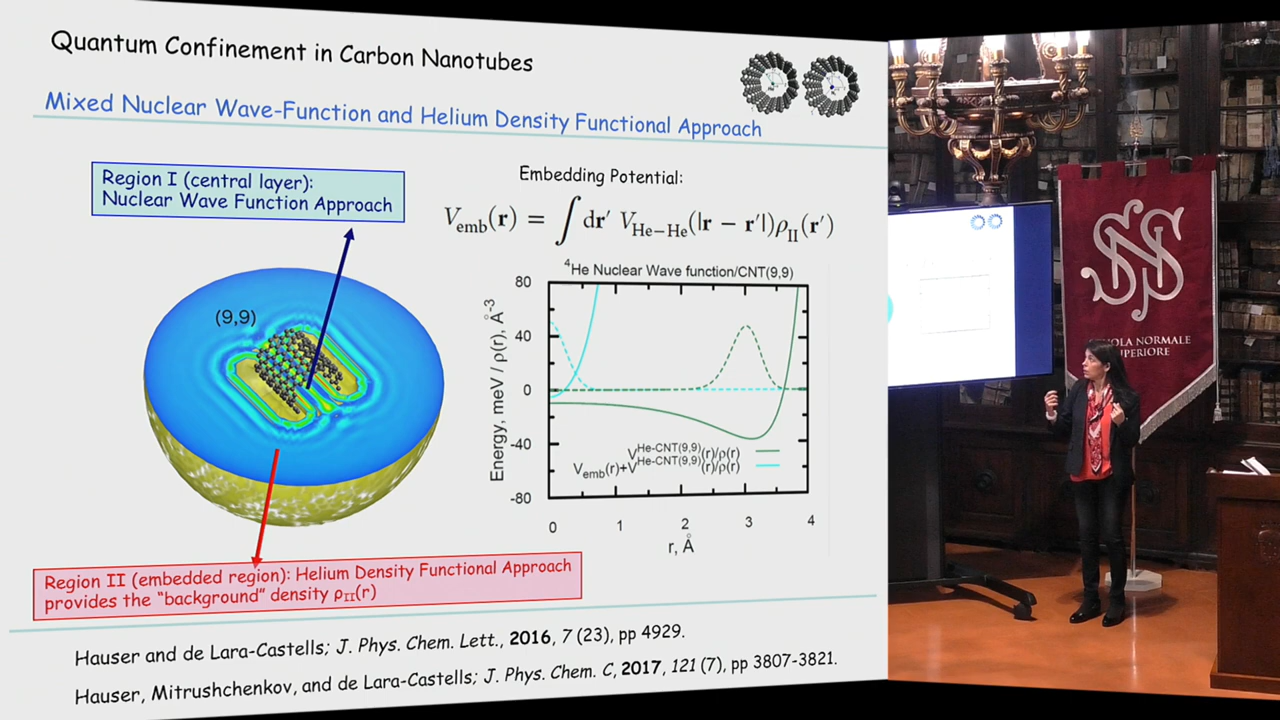 Quantum Confinement in Carbon Nanotubes
Mixed Nuclear Wave-Function and Helium Density Functional Approach
Region I (central layer):
Nuclear Wave Function Approach
(9,9)
Embedding Potential:
V_emb(r) = ∫ dr′ V_He−He(|r − r′|)ρ_II(r′)
⁴He Nuclear Wave function/CNT(9,9)
Energy, meV / ρ(r), Å⁻³
80
40
0
-40
-80
V^He-CNT(9,9)(r)/ρ(r)
V_emb(r)+V^He-CNT(9,9)(r)/ρ(r)
0 1 2 3 4
r, Å
Region II (embedded region): Helium Density Functional Approach
provides the “background” density ρ_II(r)
Hauser and de Lara-Castells; J. Phys. Chem. Lett., 2016, 7 (23), pp 4929.
Hauser, Mitrushchenkov, and de Lara-Castells; J. Phys. Chem. C, 2017, 121 (7), pp 3807-3821.
SNS
NORMALE